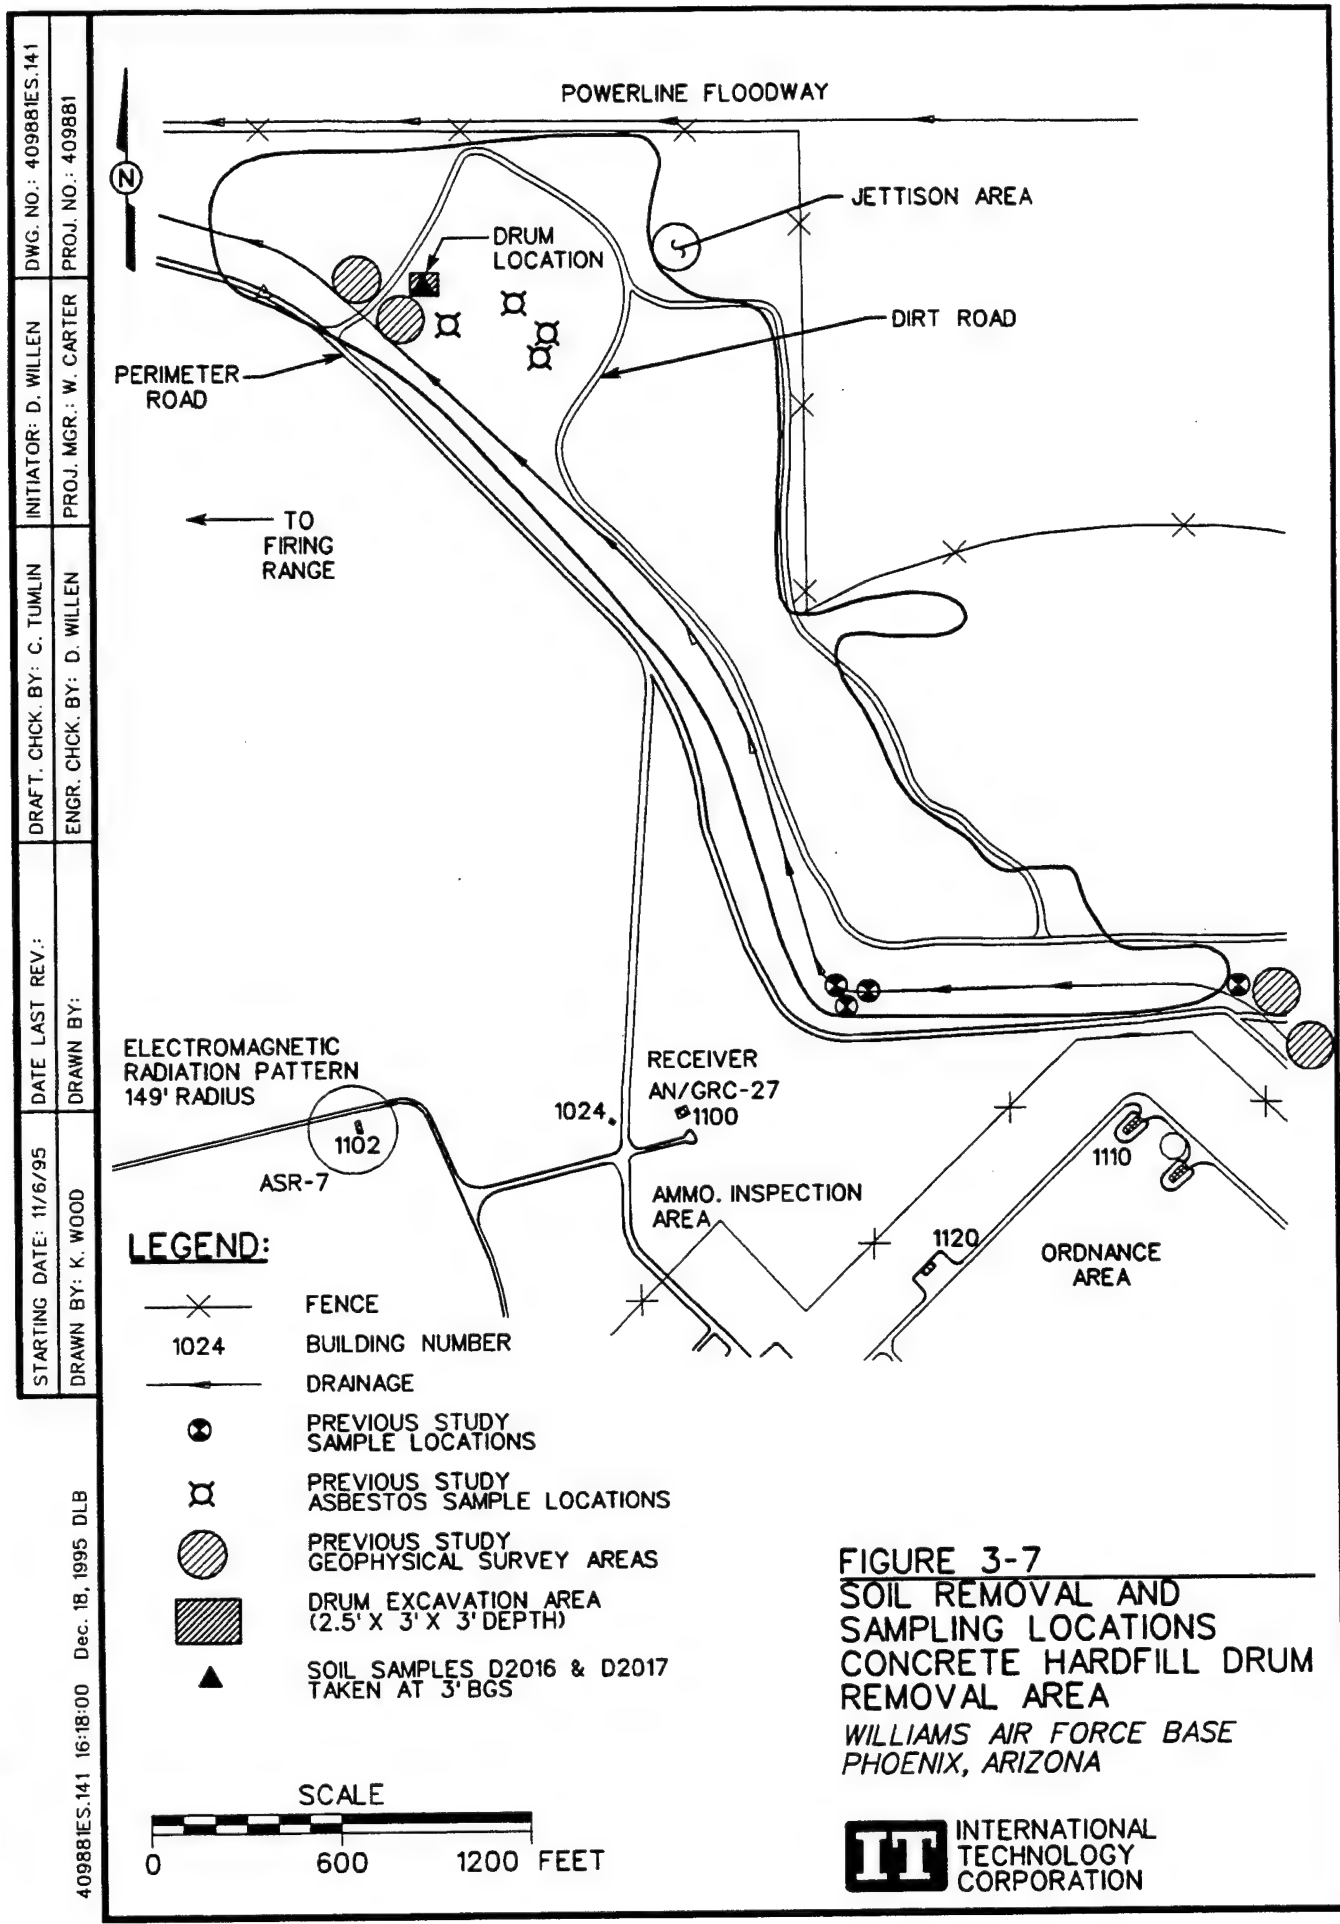 DWG. NO.: 409881ES.141
PROJ. NO.: 409881
INITIATOR: D. WILLEN
PROJ. MGR.: W. CARTER
DRAFT. CHCK. BY: C. TUMLIN
ENGR. CHCK. BY: D. WILLEN
DATE LAST REV.:
DRAWN BY:
STARTING DATE: 11/6/95
DRAWN BY: K. WOOD
409881ES.141 16:18:00 Dec. 18, 1995 DLB
N
POWERLINE FLOODWAY
JETTISON AREA
DRUM
LOCATION
DIRT ROAD
PERIMETER
ROAD
TO
FIRING
RANGE
ELECTROMAGNETIC
RADIATION PATTERN
149' RADIUS
1102
ASR-7
1024
RECEIVER
AN/GRC-27
1100
AMMO. INSPECTION
AREA
1110
1120
ORDNANCE
AREA
LEGEND:
FENCE
1024 BUILDING NUMBER
DRAINAGE
PREVIOUS STUDY
SAMPLE LOCATIONS
PREVIOUS STUDY
ASBESTOS SAMPLE LOCATIONS
PREVIOUS STUDY
GEOPHYSICAL SURVEY AREAS
DRUM EXCAVATION AREA
(2.5' X 3' X 3' DEPTH)
SOIL SAMPLES D2016 & D2017
TAKEN AT 3' BGS
SCALE
0 600 1200 FEET
FIGURE 3-7
SOIL REMOVAL AND
SAMPLING LOCATIONS
CONCRETE HARDFILL DRUM
REMOVAL AREA
WILLIAMS AIR FORCE BASE
PHOENIX, ARIZONA
IT
INTERNATIONAL
TECHNOLOGY
CORPORATION